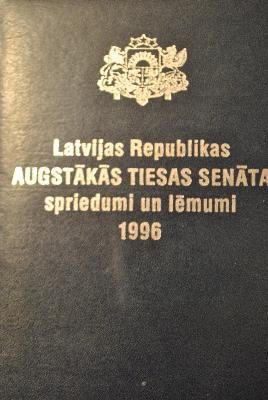 Latvijas Republikas
AUGSTĀKĀS TIESAS SENĀTA
spriedumi un lēmumi
1996